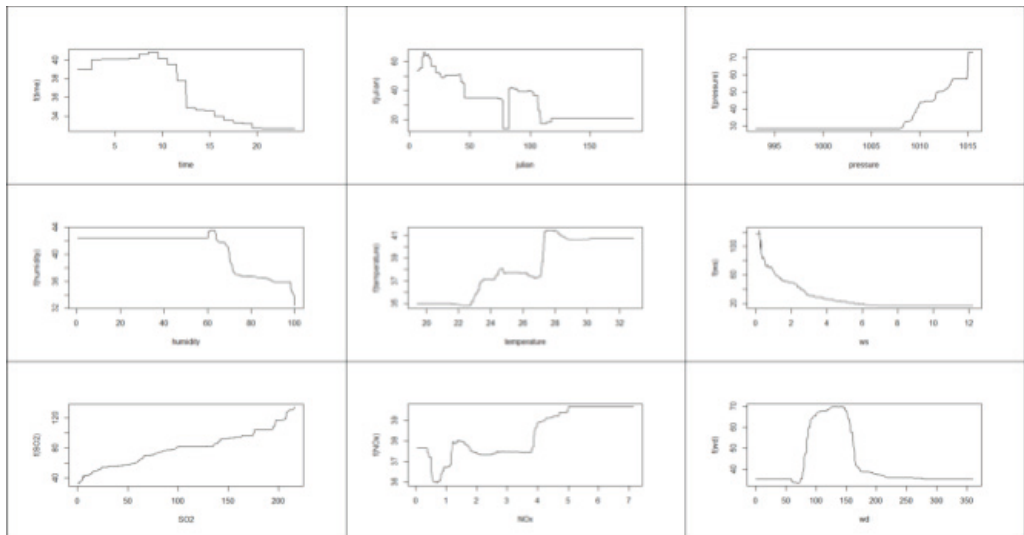 f(time)
34 36 38 40
5 10 15 20
time
f(julian)
20 40 60
0 50 100 150
julian
f(pressure)
30 40 50 60 70
995 1000 1005 1010 1015
pressure
f(humidity)
32 36 40 44
0 20 40 60 80 100
humidity
f(temperature)
35 37 39 41
20 22 24 26 28 30 32
temperature
f(ws)
20 60 100
0 2 4 6 8 10 12
ws
f(SO2)
40 80 120
0 50 100 150 200
SO2
f(NOx)
36 37 38 39
0 1 2 3 4 5 6 7
NOx
f(wd)
40 50 60 70
0 50 100 150 200 250 300 350
wd